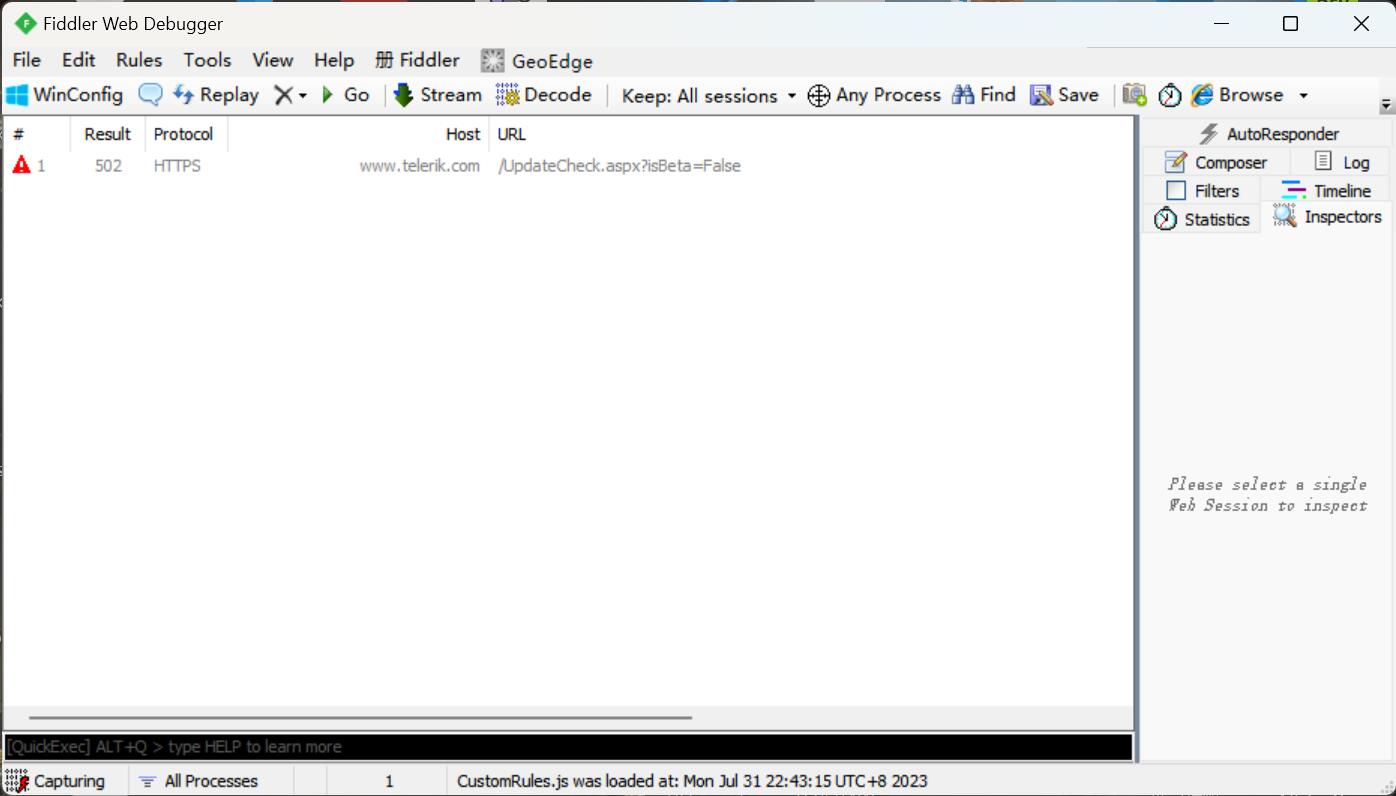 Fiddler Web Debugger
File Edit Rules Tools View Help 册 Fiddler GeoEdge
WinConfig Replay Go Stream Decode Keep: All sessions Any Process Find Save Browse
# Result Protocol Host URL
1 502 HTTPS www.telerik.com /UpdateCheck.aspx?isBeta=False
AutoResponder
Composer Log
Filters Timeline
Statistics Inspectors
Please select a single
Web Session to inspect
[QuickExec] ALT+Q > type HELP to learn more
Capturing All Processes 1 CustomRules.js was loaded at: Mon Jul 31 22:43:15 UTC+8 2023